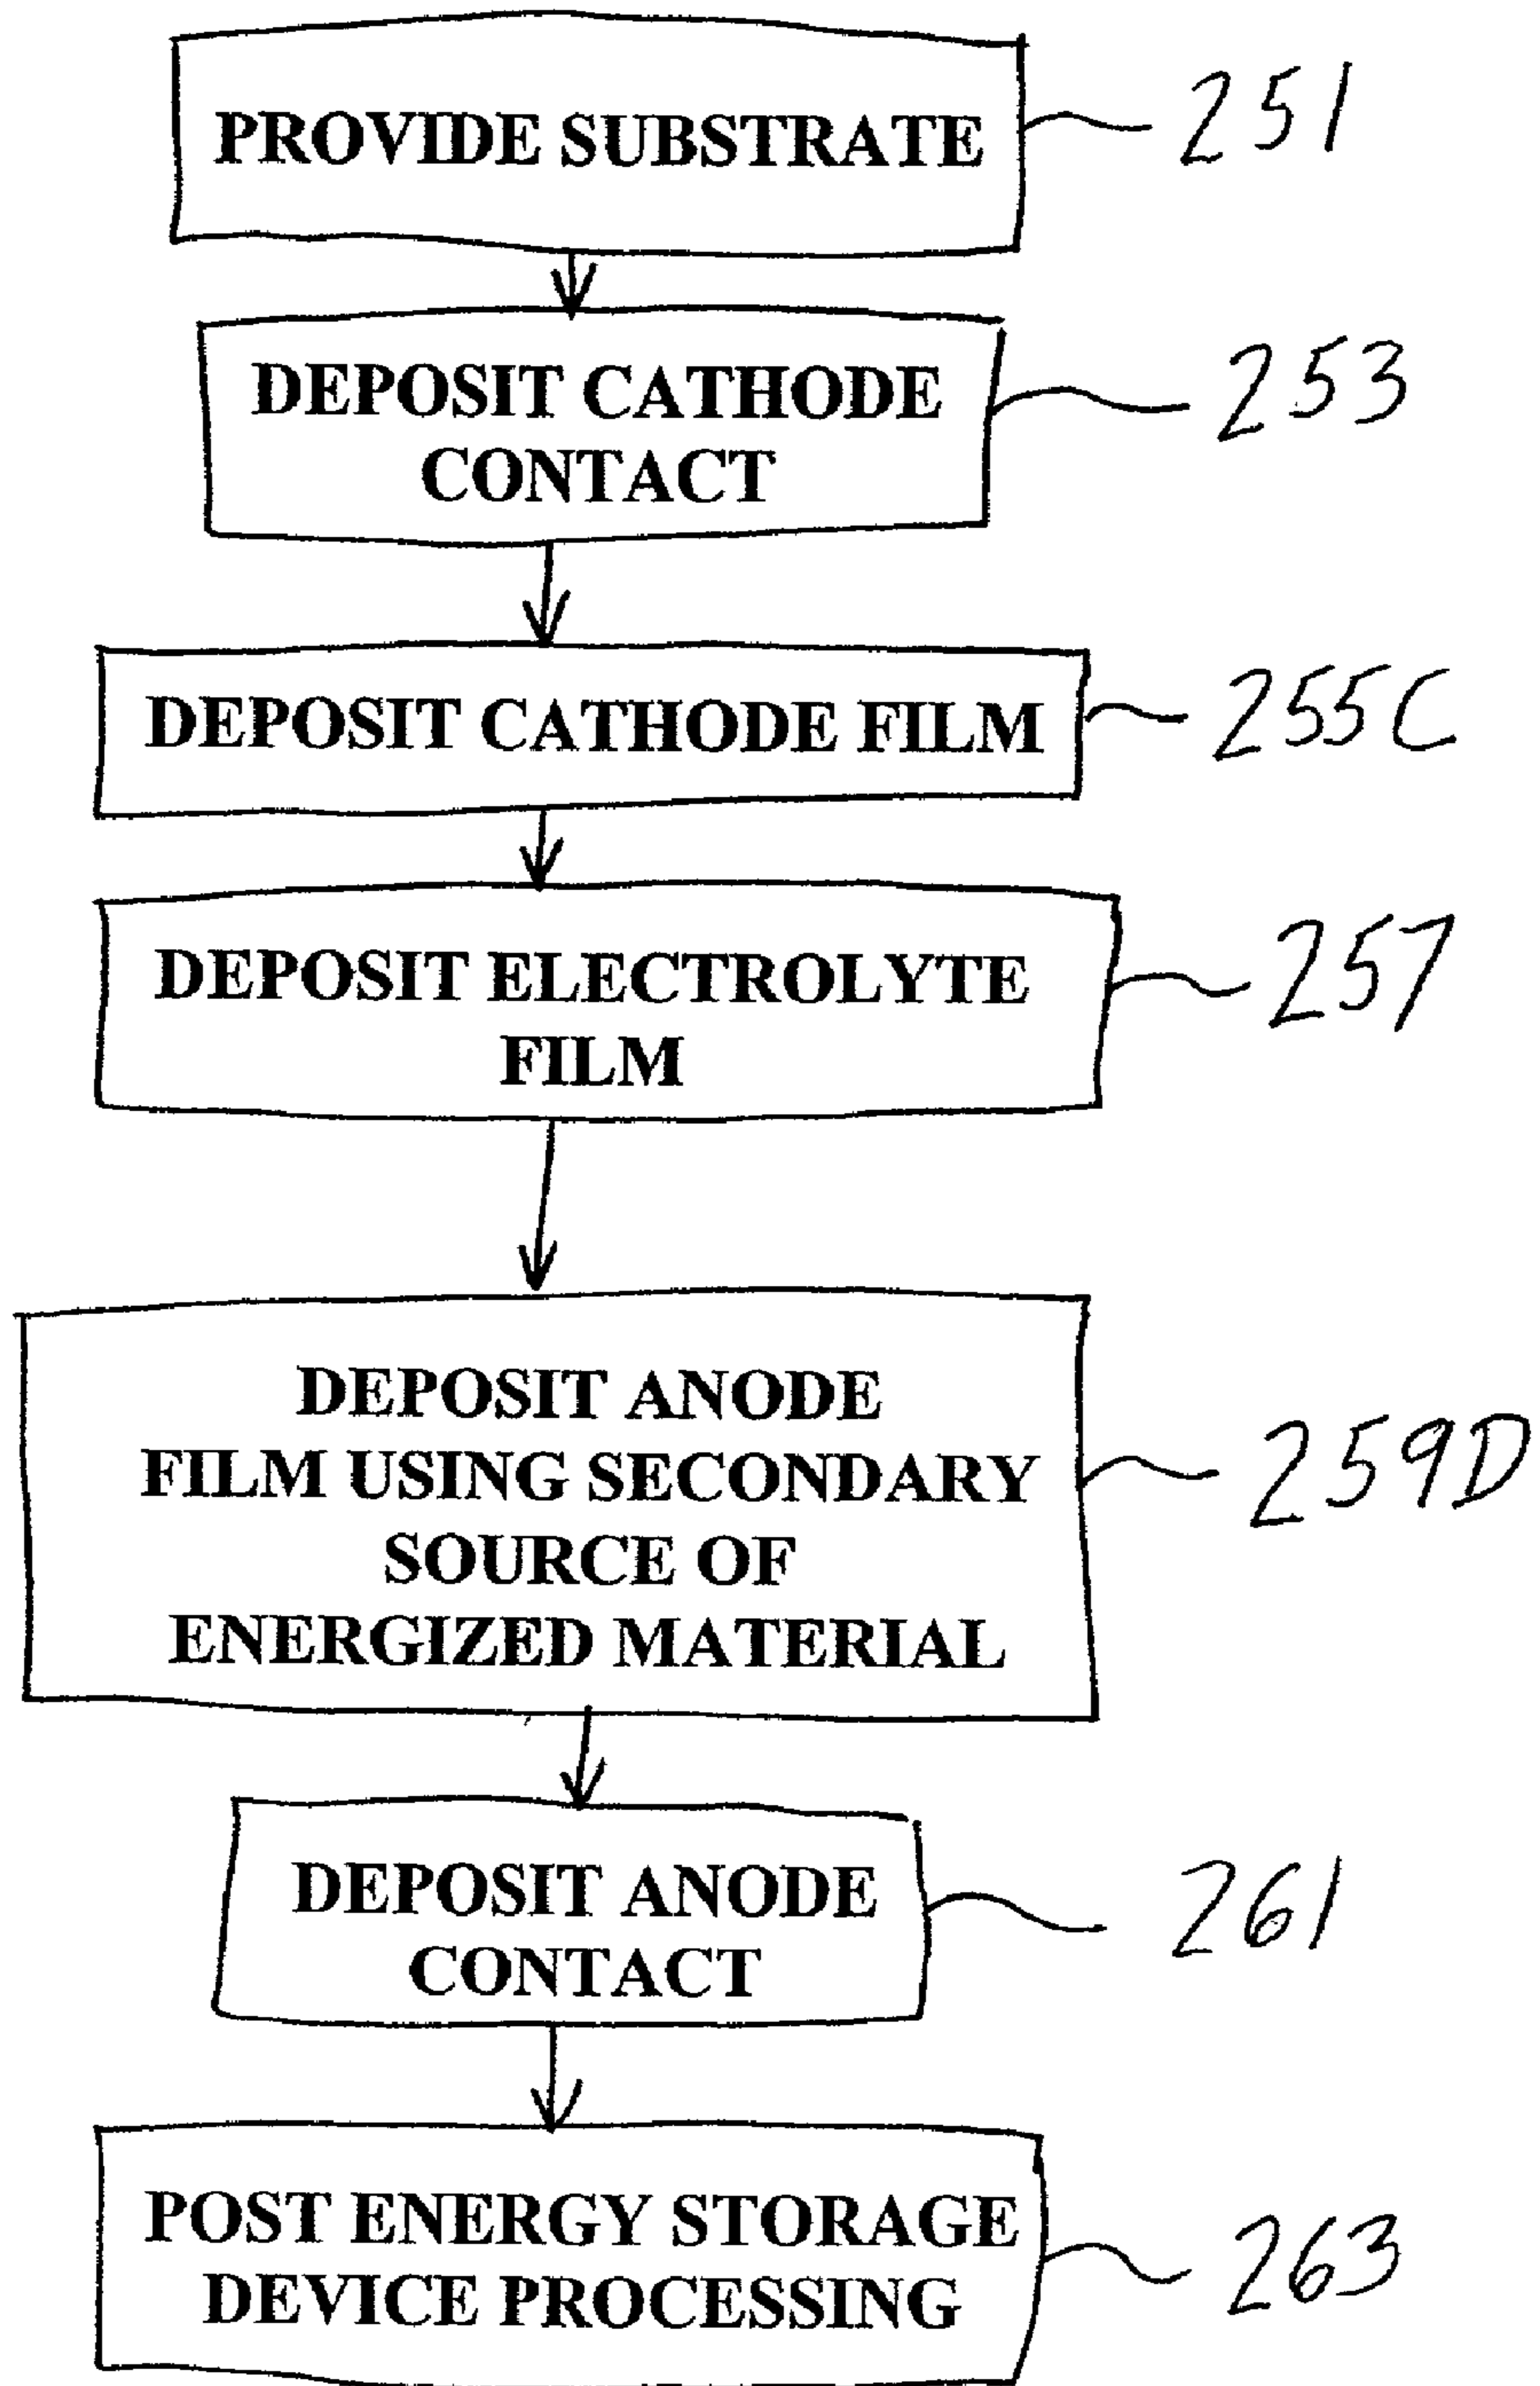 PROVIDE SUBSTRATE
251
DEPOSIT CATHODE
CONTACT
253
DEPOSIT CATHODE FILM
255C
DEPOSIT ELECTROLYTE
FILM
257
DEPOSIT ANODE
FILM USING SECONDARY
SOURCE OF
ENERGIZED MATERIAL
259D
DEPOSIT ANODE
CONTACT
261
POST ENERGY STORAGE
DEVICE PROCESSING
263